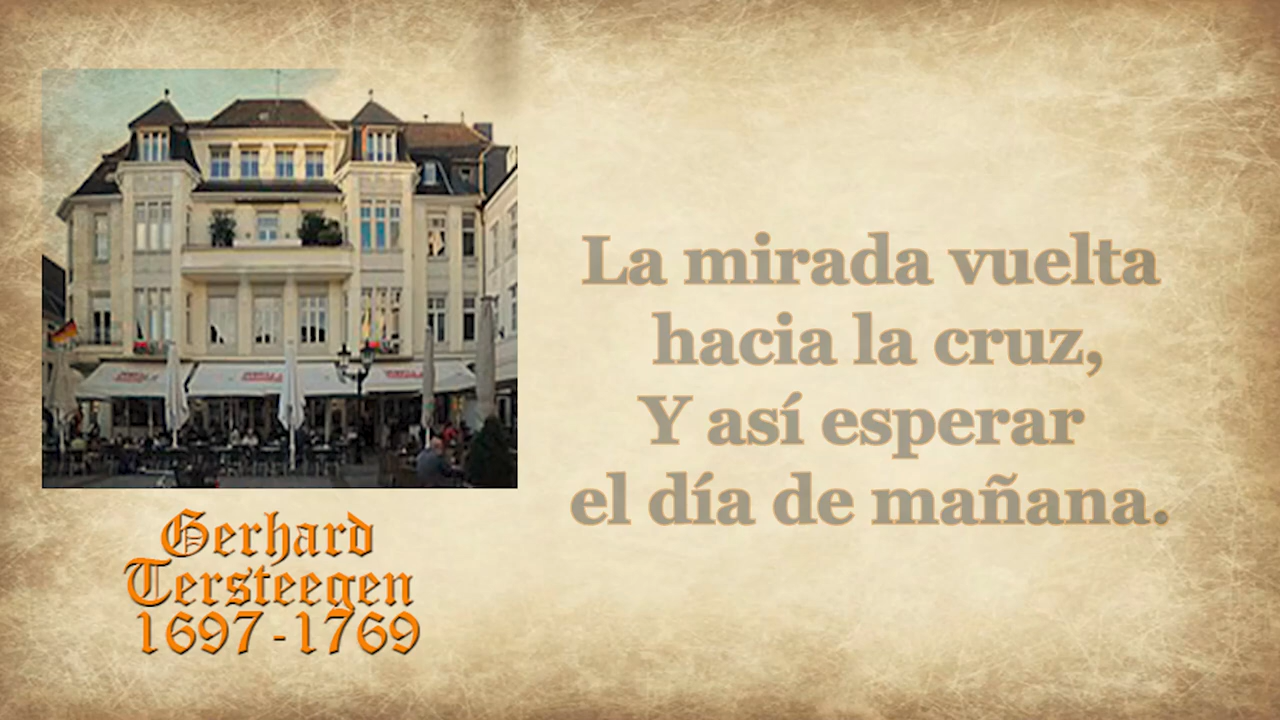 Gerhard
Tersteegen
1697-1769
La mirada vuelta
hacia la cruz,
Y así esperar
el día de mañana.